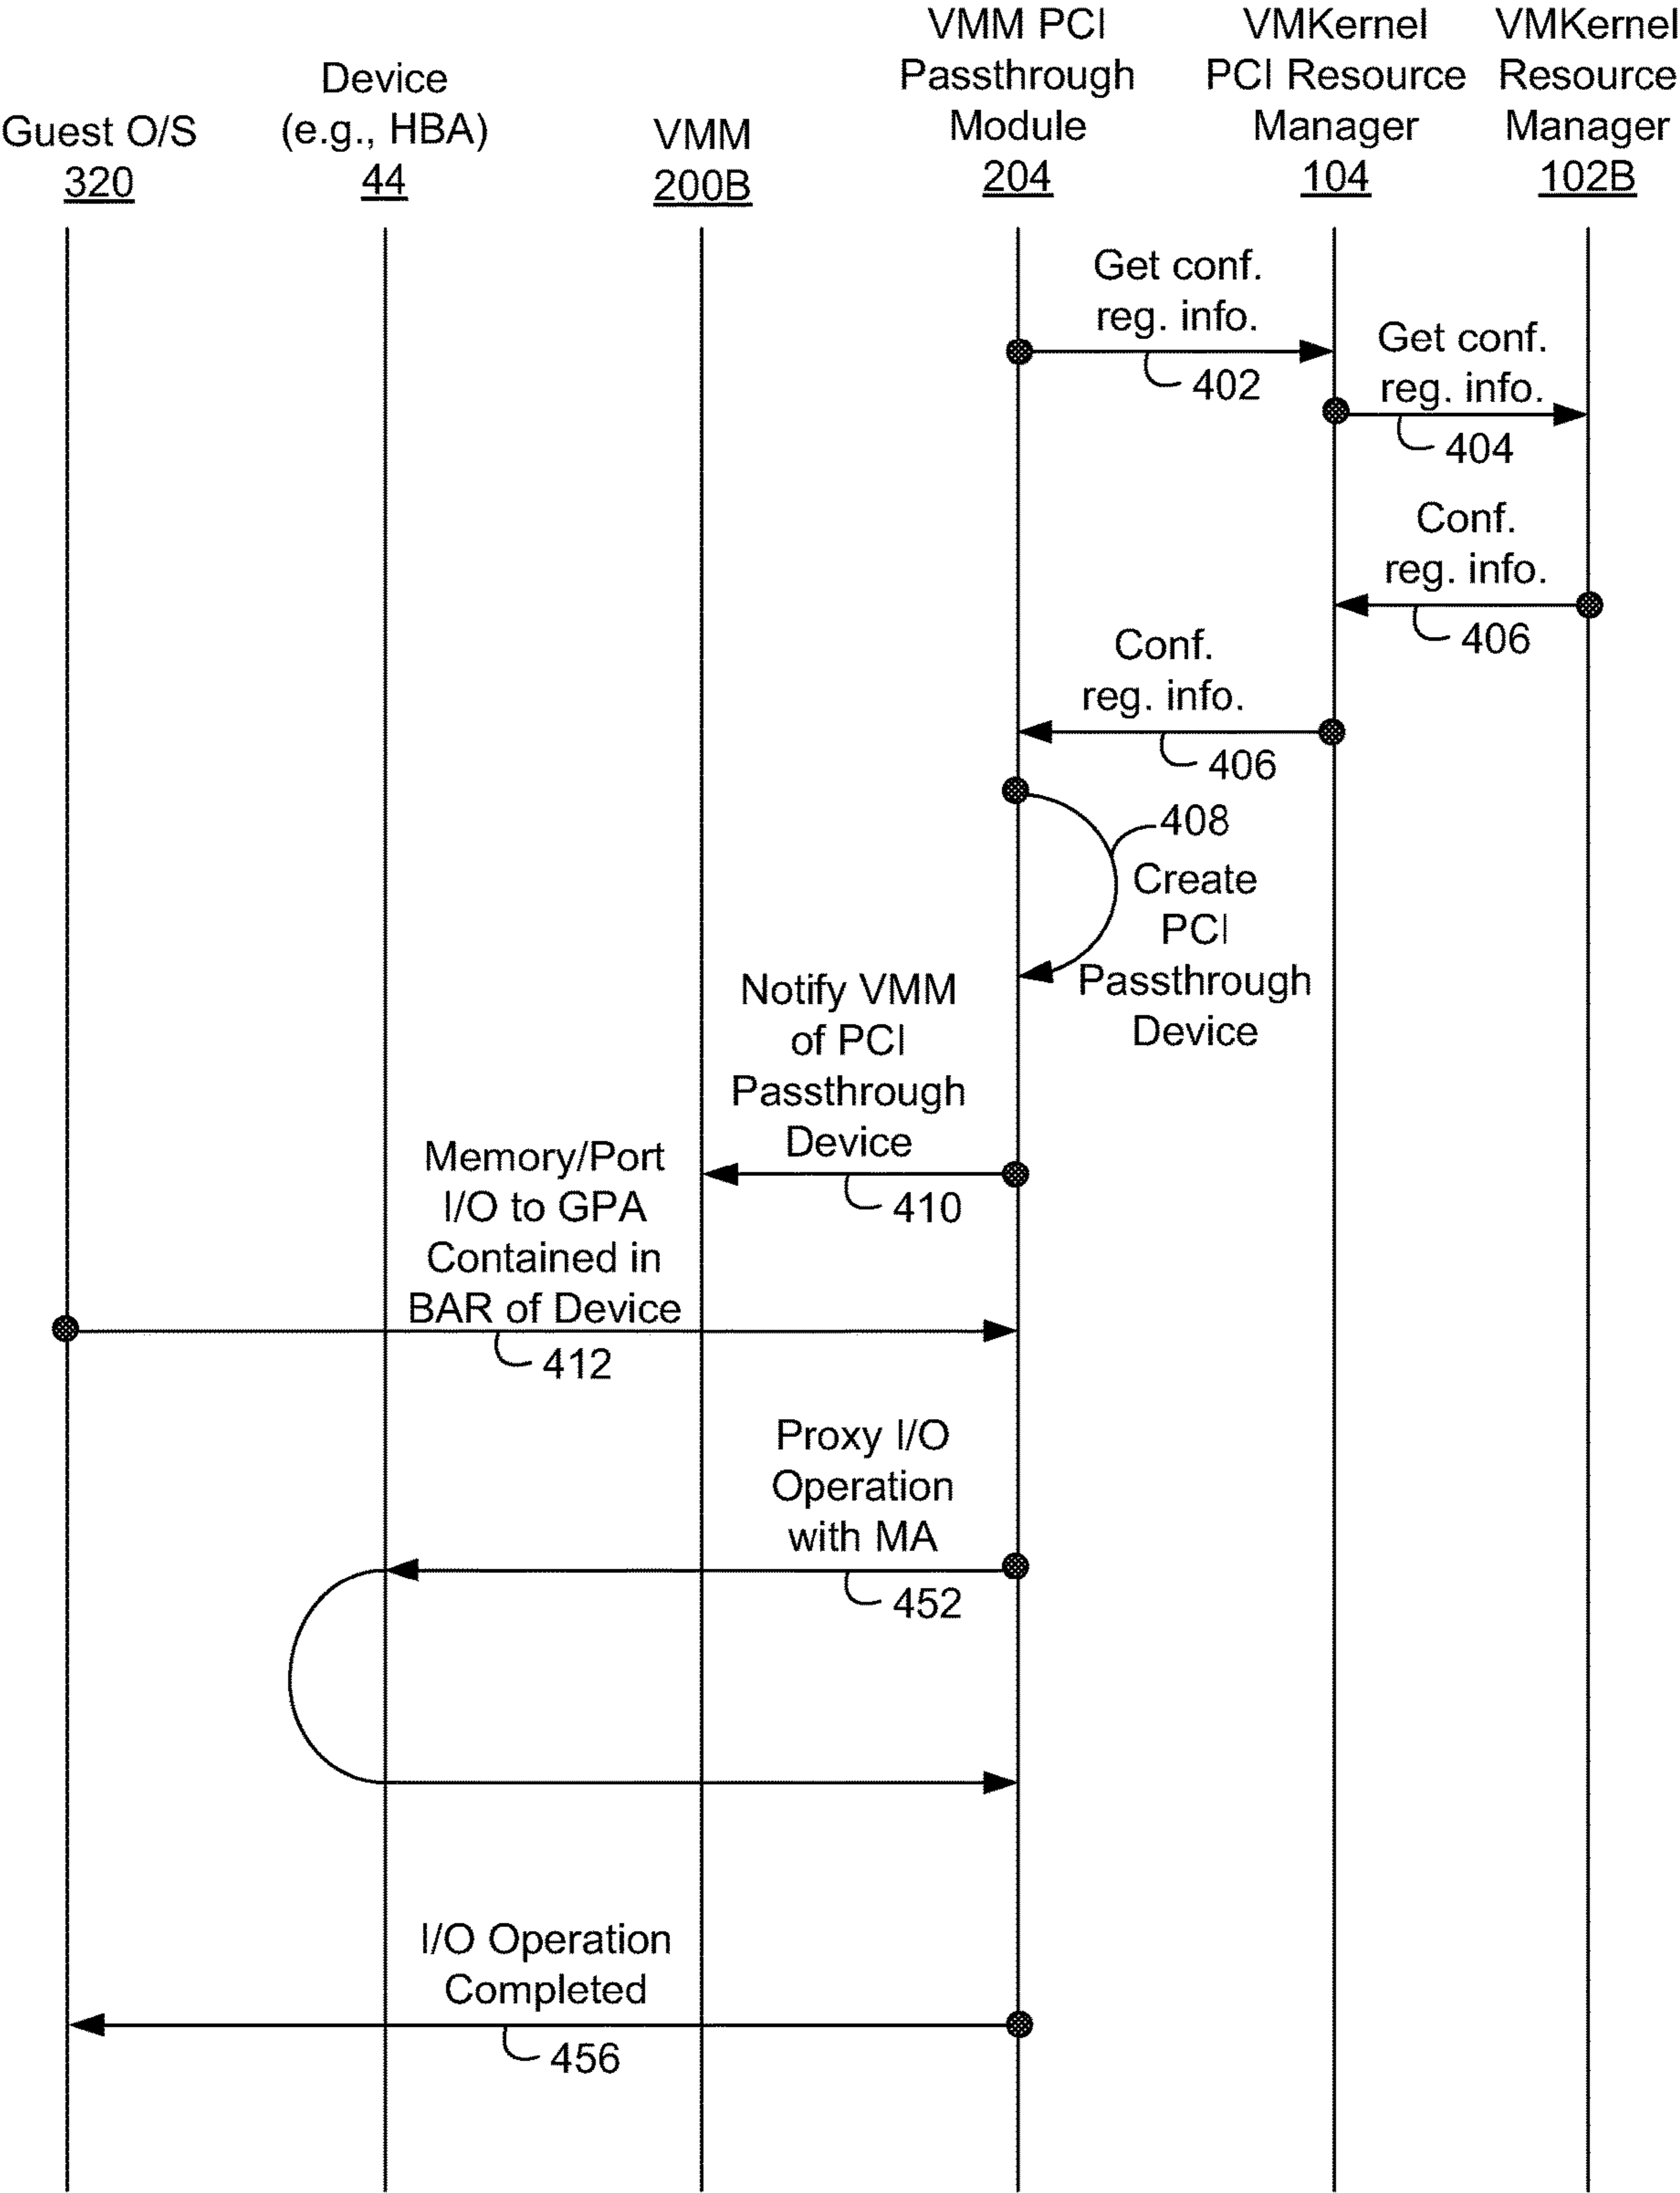 Guest O/S
320
Device
(e.g., HBA)
44
VMM
200B
VMM PCI
Passthrough
Module
204
VMKernel
PCI Resource
Manager
104
VMKernel
Resource
Manager
102B
Get conf.
reg. info.
402
Get conf.
reg. info.
404
Conf.
reg. info.
406
Conf.
reg. info.
406
408
Create
PCI
Passthrough
Device
Notify VMM
of PCI
Passthrough
Device
410
Memory/Port
I/O to GPA
Contained in
BAR of Device
412
Proxy I/O
Operation
with MA
452
I/O Operation
Completed
456